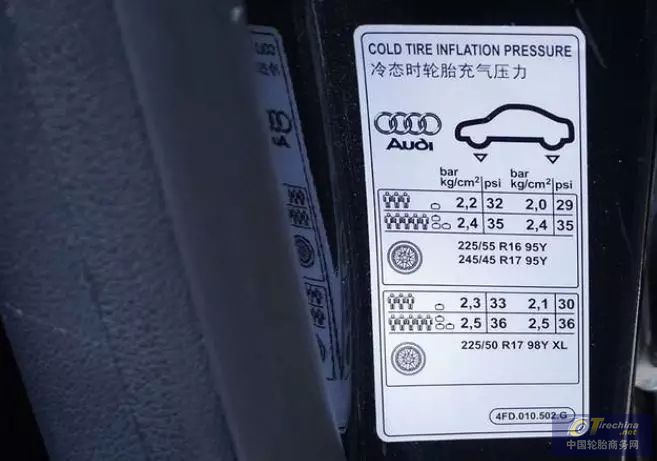 COLD TIRE INFLATION PRESSURE
冷态时轮胎充气压力
Audi
bar bar
kg/cm² psi kg/cm² psi
2,2 32 2,0 29
2,4 35 2,4 35
225/55 R16 95Y
245/45 R17 95Y
2,3 33 2,1 30
2,5 36 2,5 36
225/50 R17 98Y XL
4FD.010.502.G
Tirechina
.net
中国轮胎商务网